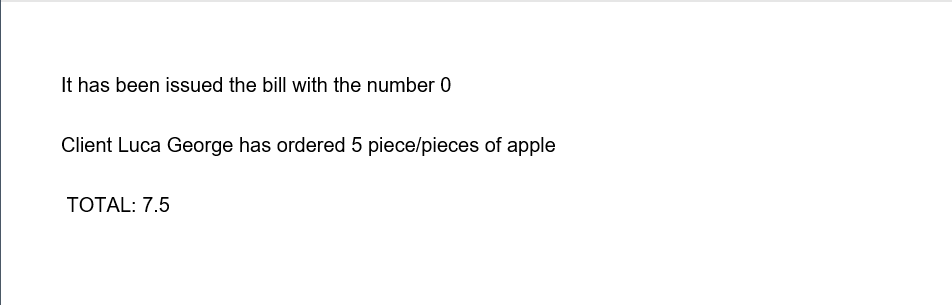 It has been issued the bill with the number 0
Client Luca George has ordered 5 piece/pieces of apple
TOTAL: 7.5